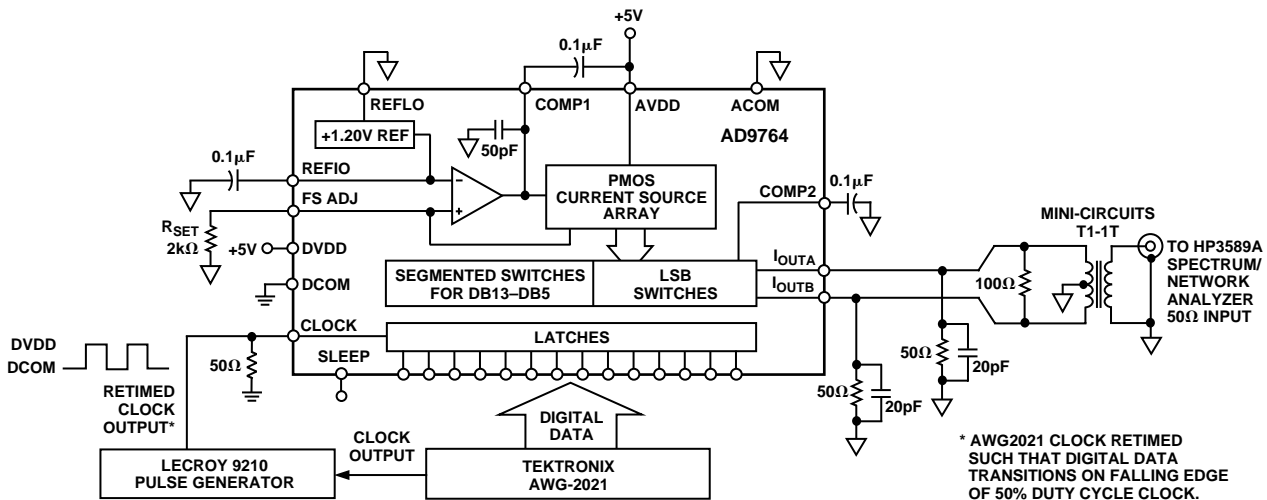 +5V
0.1μF
REFLO
COMP1
AVDD
ACOM
AD9764
+1.20V REF
50pF
0.1μF
REFIO
FS ADJ
–
+
PMOS
CURRENT SOURCE
ARRAY
COMP2
0.1μF
RSET
2kΩ
+5V
DVDD
DCOM
SEGMENTED SWITCHES
FOR DB13–DB5
LSB
SWITCHES
IOUTA
IOUTB
MINI-CIRCUITS
T1-1T
100Ω
TO HP3589A
SPECTRUM/
NETWORK
ANALYZER
50Ω INPUT
CLOCK
LATCHES
DVDD
DCOM
50Ω
SLEEP
50Ω
20pF
50Ω
20pF
RETIMED
CLOCK
OUTPUT*
CLOCK
OUTPUT
DIGITAL
DATA
LECROY 9210
PULSE GENERATOR
TEKTRONIX
AWG-2021
* AWG2021 CLOCK RETIMED
SUCH THAT DIGITAL DATA
TRANSITIONS ON FALLING EDGE
OF 50% DUTY CYCLE CLOCK.